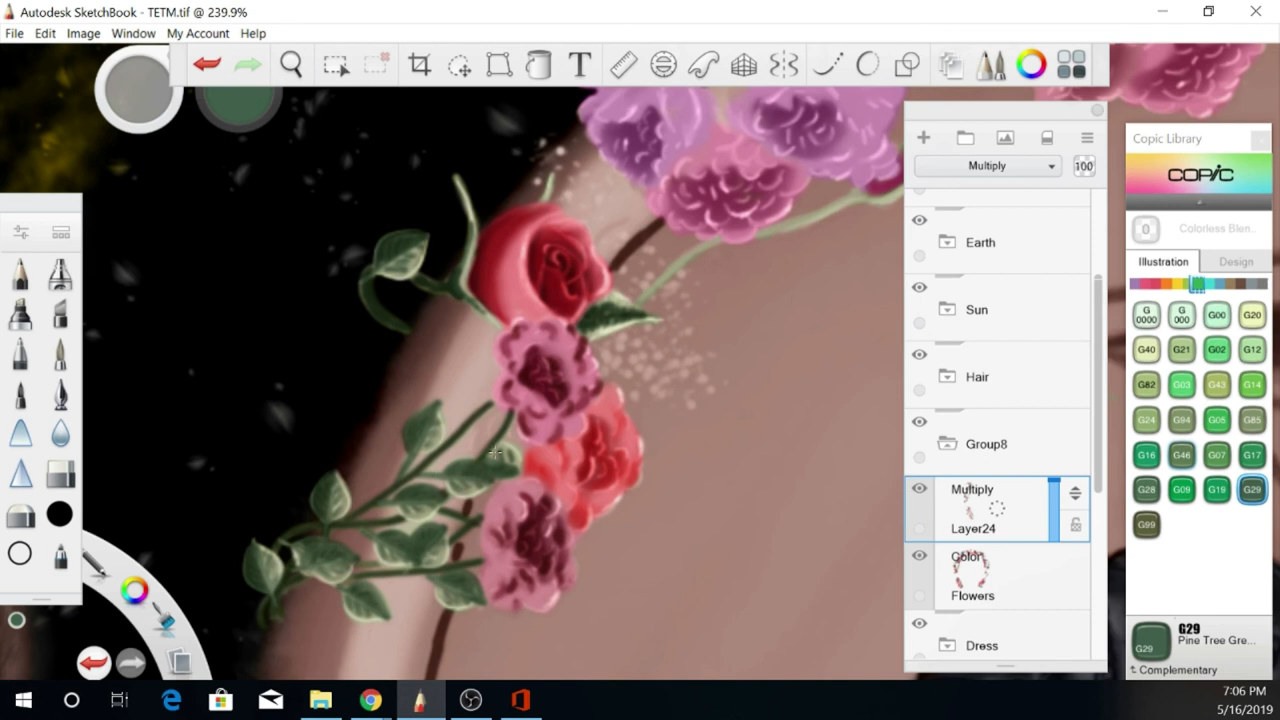 Autodesk SketchBook - TETM.tif @ 239.9%
File Edit Image Window My Account Help
T
Multiply
100
Earth
Sun
Hair
Group8
Multiply
Layer24
Color
Flowers
Dress
Copic Library
COPIC
0 Colorless Blen..
Illustration Design
G 0000 G 000 G00 G20
G40 G21 G02 G12
G82 G03 G43 G14
G24 G94 G05 G85
G16 G46 G07 G17
G28 G09 G19 G29
G99
G29
G29
Pine Tree Gre...
Complementary
7:06 PM
5/16/2019